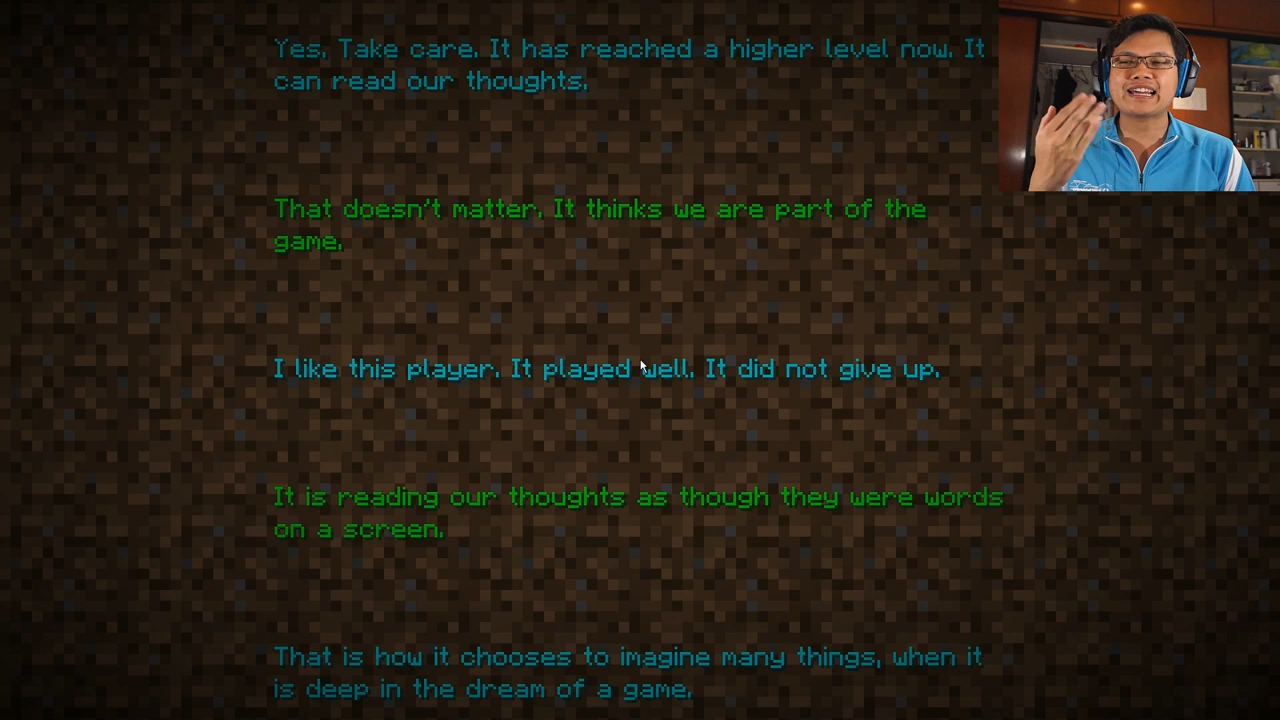 Yes. Take care. It has reached a higher level now. It
can read our thoughts.
That doesn't matter. It thinks we are part of the
game.
I like this player. It played well. It did not give up.
It is reading our thoughts as though they were words
on a screen.
That is how it chooses to imagine many things, when it
is deep in the dream of a game.